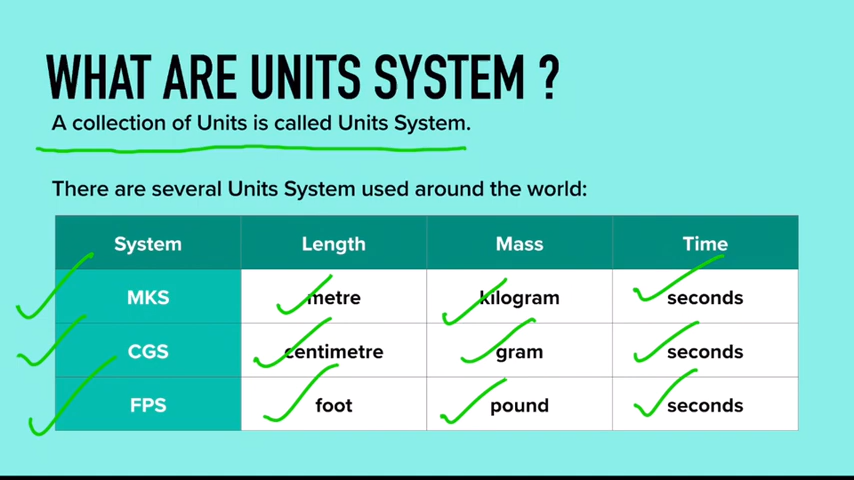 WHAT ARE UNITS SYSTEM ?
A collection of Units is called Units System.
There are several Units System used around the world:
System Length Mass Time
MKS metre kilogram seconds
CGS centimetre gram seconds
FPS foot pound seconds